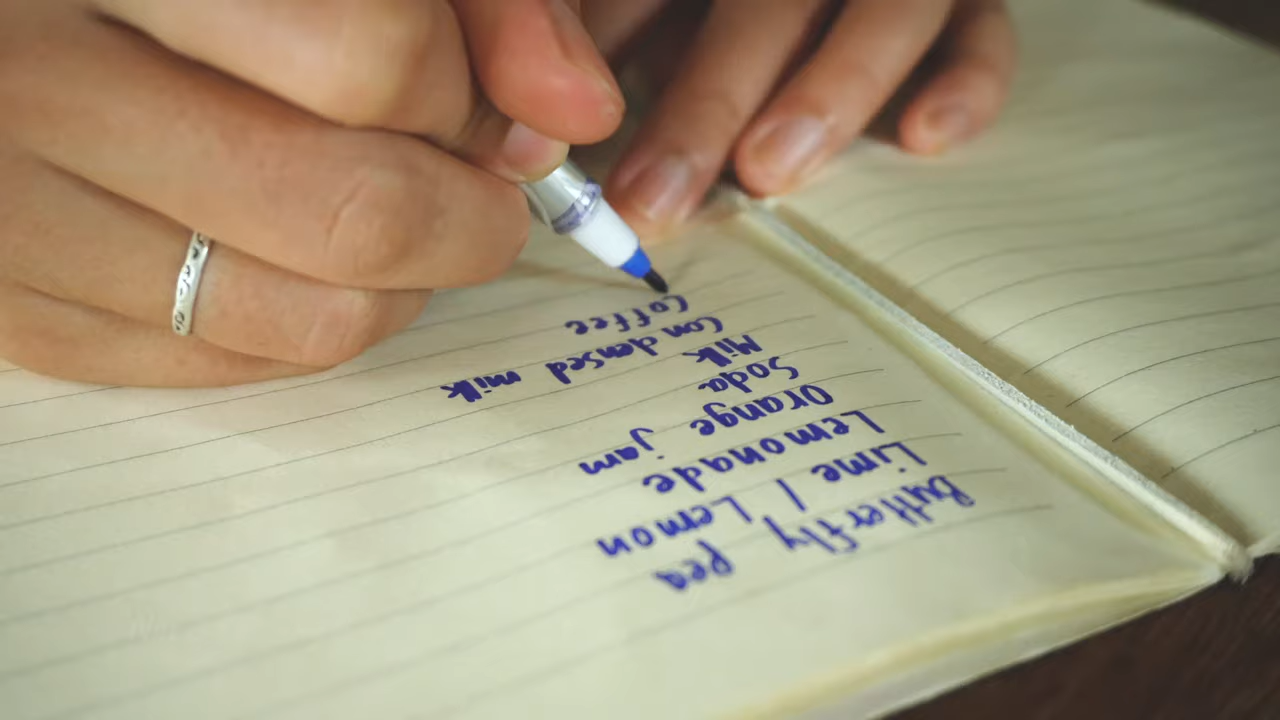 Butterfly Pea
Lime / Lemon
Lemonade
Orange jam
Soda
Milk
Condensed milk
Coffee